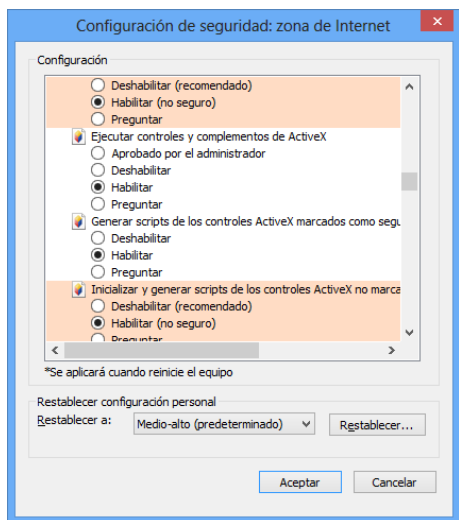 Configuración de seguridad: zona de Internet
Configuración
Deshabilitar (recomendado)
Habilitar (no seguro)
Preguntar
Ejecutar controles y complementos de ActiveX
Aprobado por el administrador
Deshabilitar
Habilitar
Preguntar
Generar scripts de los controles ActiveX marcados como segu
Deshabilitar
Habilitar
Preguntar
Inicializar y generar scripts de los controles ActiveX no marca
Deshabilitar (recomendado)
Habilitar (no seguro)
Preguntar
*Se aplicará cuando reinicie el equipo
Restablecer configuración personal
Restablecer a: Medio-alto (predeterminado) Restablecer...
Aceptar Cancelar